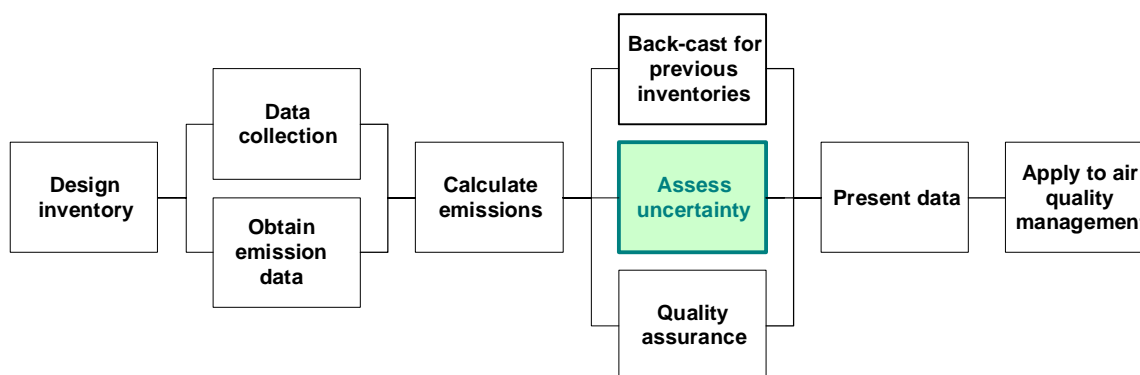 Design
inventory
Data
collection
Obtain
emission
data
Calculate
emissions
Back-cast for
previous
inventories
Assess
uncertainty
Quality
assurance
Present data
Apply to air
quality
management